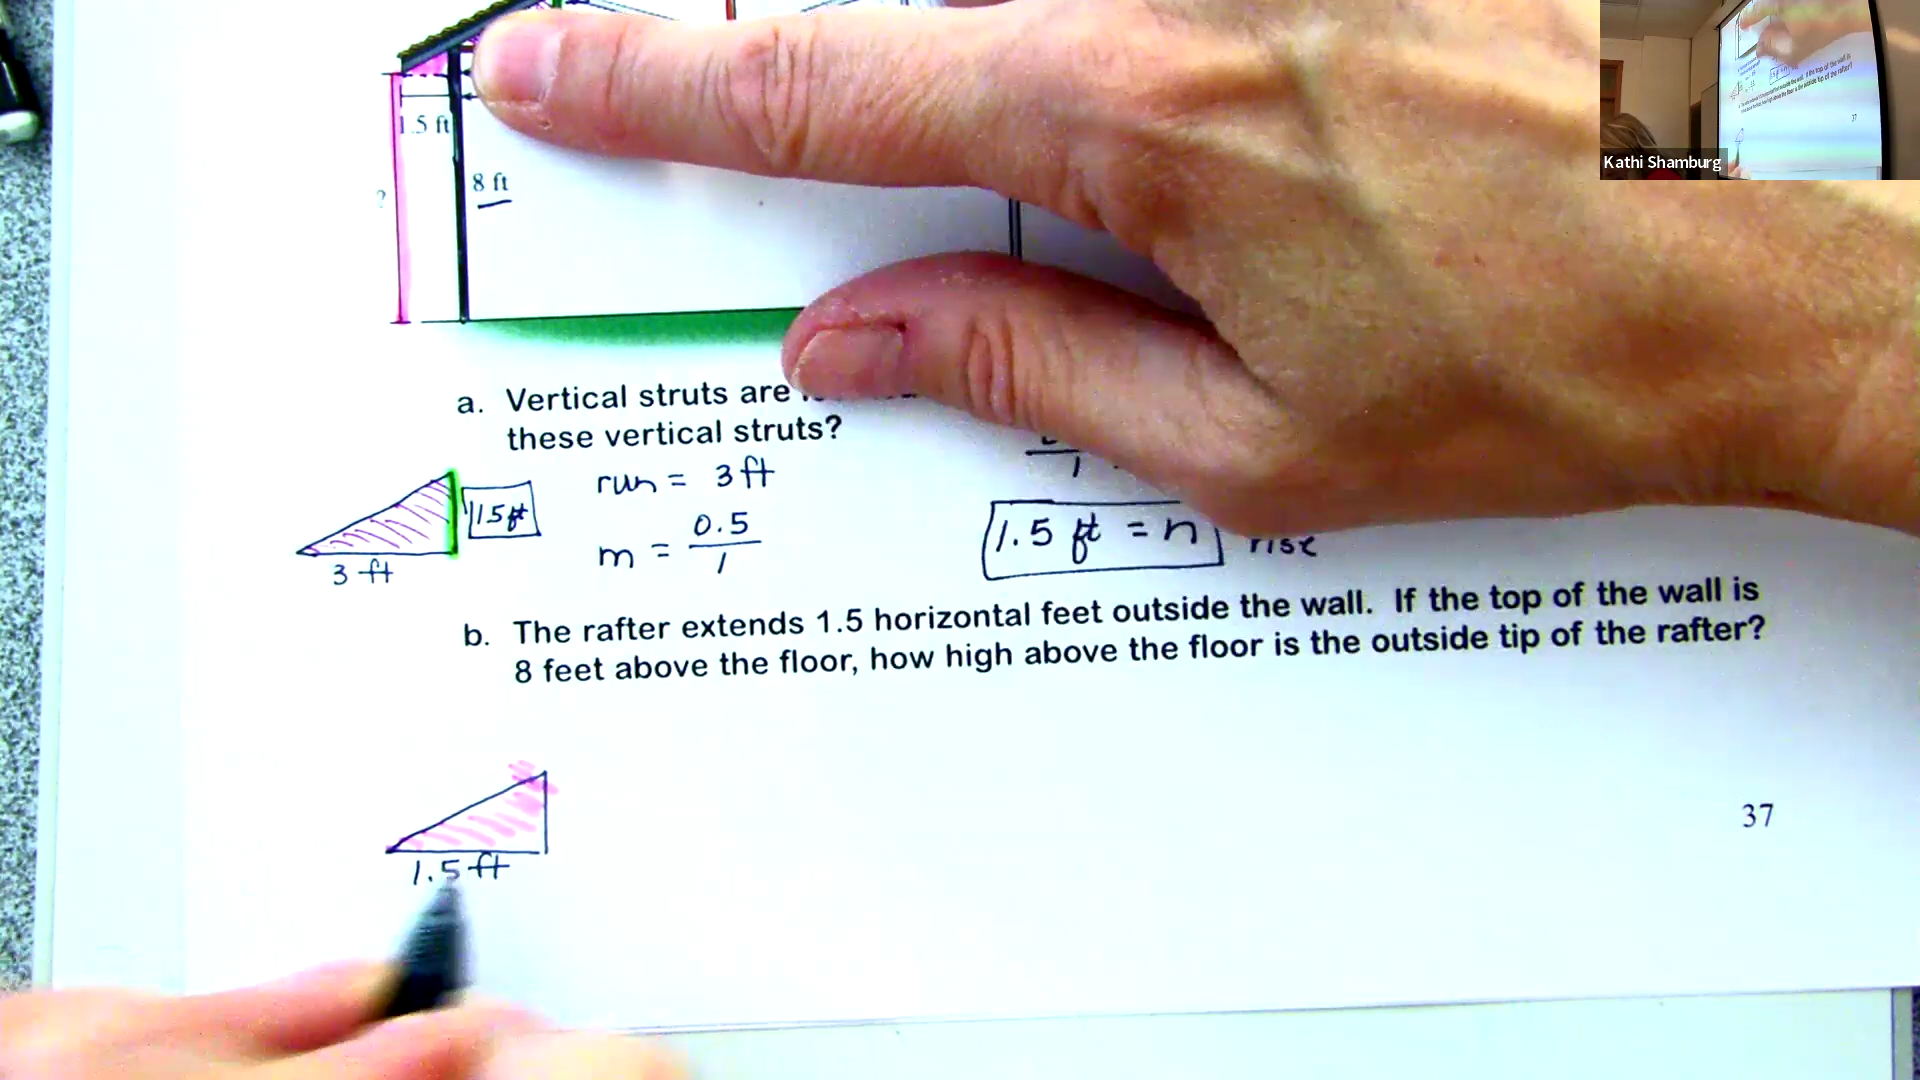 1.5 ft
?
8 ft
a. Vertical struts are
these vertical struts?
run = 3 ft
m = 0.5
1
1.5 ft
3 ft
1
1.5 ft = n
rise
b. The rafter extends 1.5 horizontal feet outside the wall. If the top of the wall is
8 feet above the floor, how high above the floor is the outside tip of the rafter?
1.5 ft
37
Kathi Shamburg
37